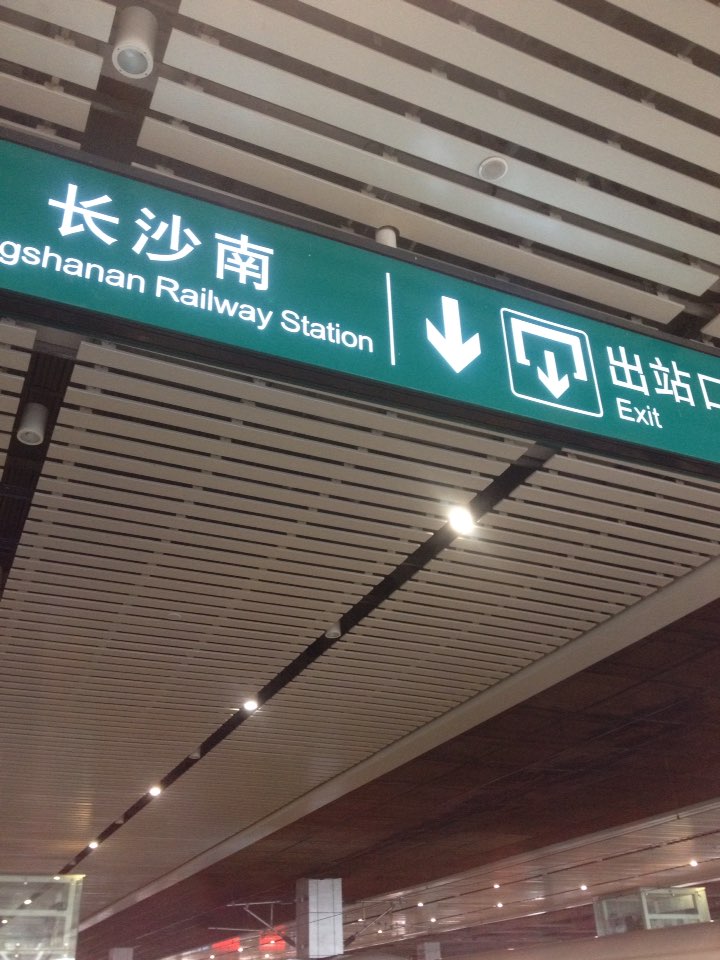 长沙南
gshanan Railway Station
出站口
Exit